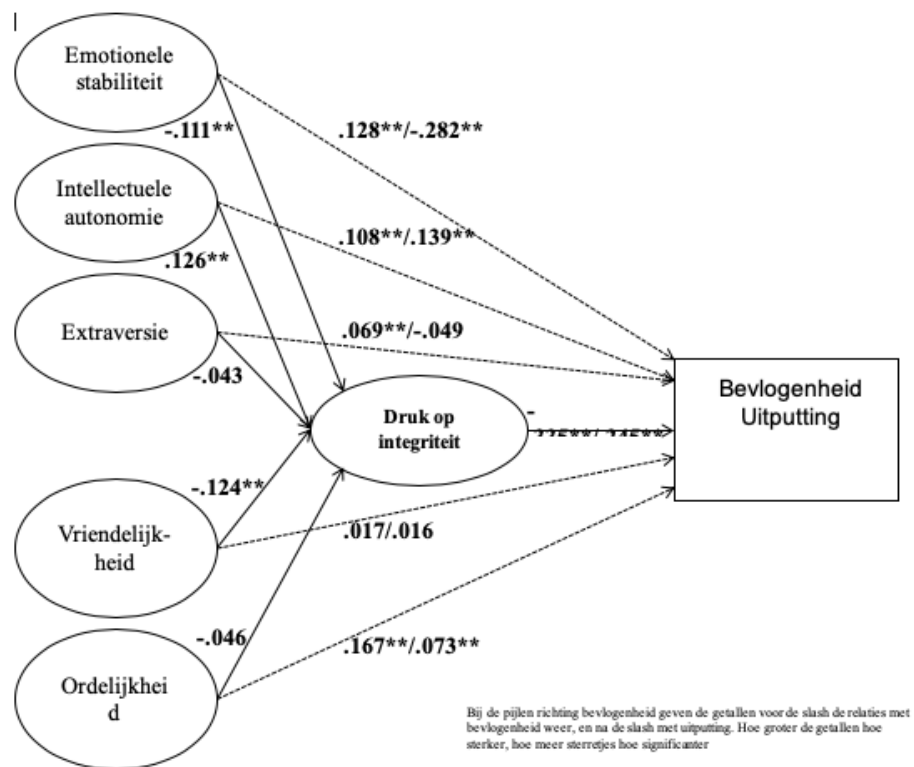 Emotionele
stabiliteit
-.111**
.128**/-.282**
Intellectuele
autonomie
.126**
.108**/.139**
Extraversie
-.043
.069**/-.049
Druk op
integriteit
-
Bevlogenheid
Uitputting
-.124**
Vriendelijk-
heid
.017/.016
-.046
.167**/.073**
Ordelijkhei
d
Bij de pijlen richting bevlogenheid geven de getallen voor de slash de relaties met
bevlogenheid weer, en na de slash met uitputting. Hoe groter de getallen hoe
sterker, hoe meer sterretjes hoe significanter